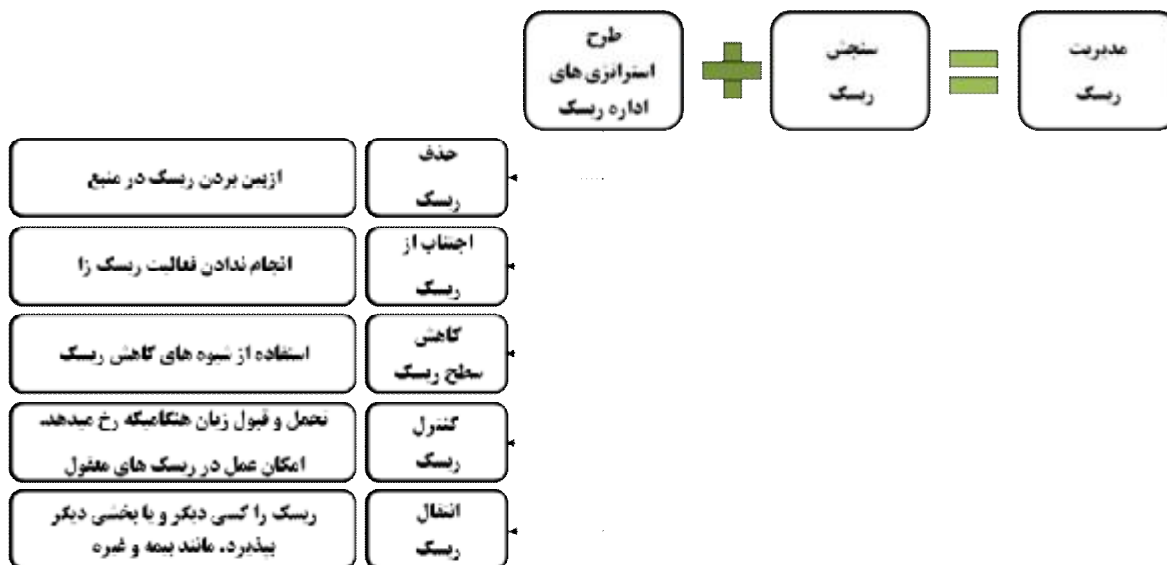 مدیریت
ریسک
سنجش
ریسک
طرح
استراتژی های
اداره ریسک
حذف
ریسک
ازبین بردن ریسک در منبع
اجتناب از
ریسک
انجام ندادن فعالیت ریسک زا
کاهش
سطح ریسک
استفاده از شیوه های کاهش ریسک
کنترل
ریسک
تحمل و قبول زیان هنگامیکه رخ میدهد.
امکان عمل در ریسک های معقول
انتقال
ریسک
ریسک را کسی دیگر و یا بخشی دیگر
بپذیرد. مانند بیمه و غیره